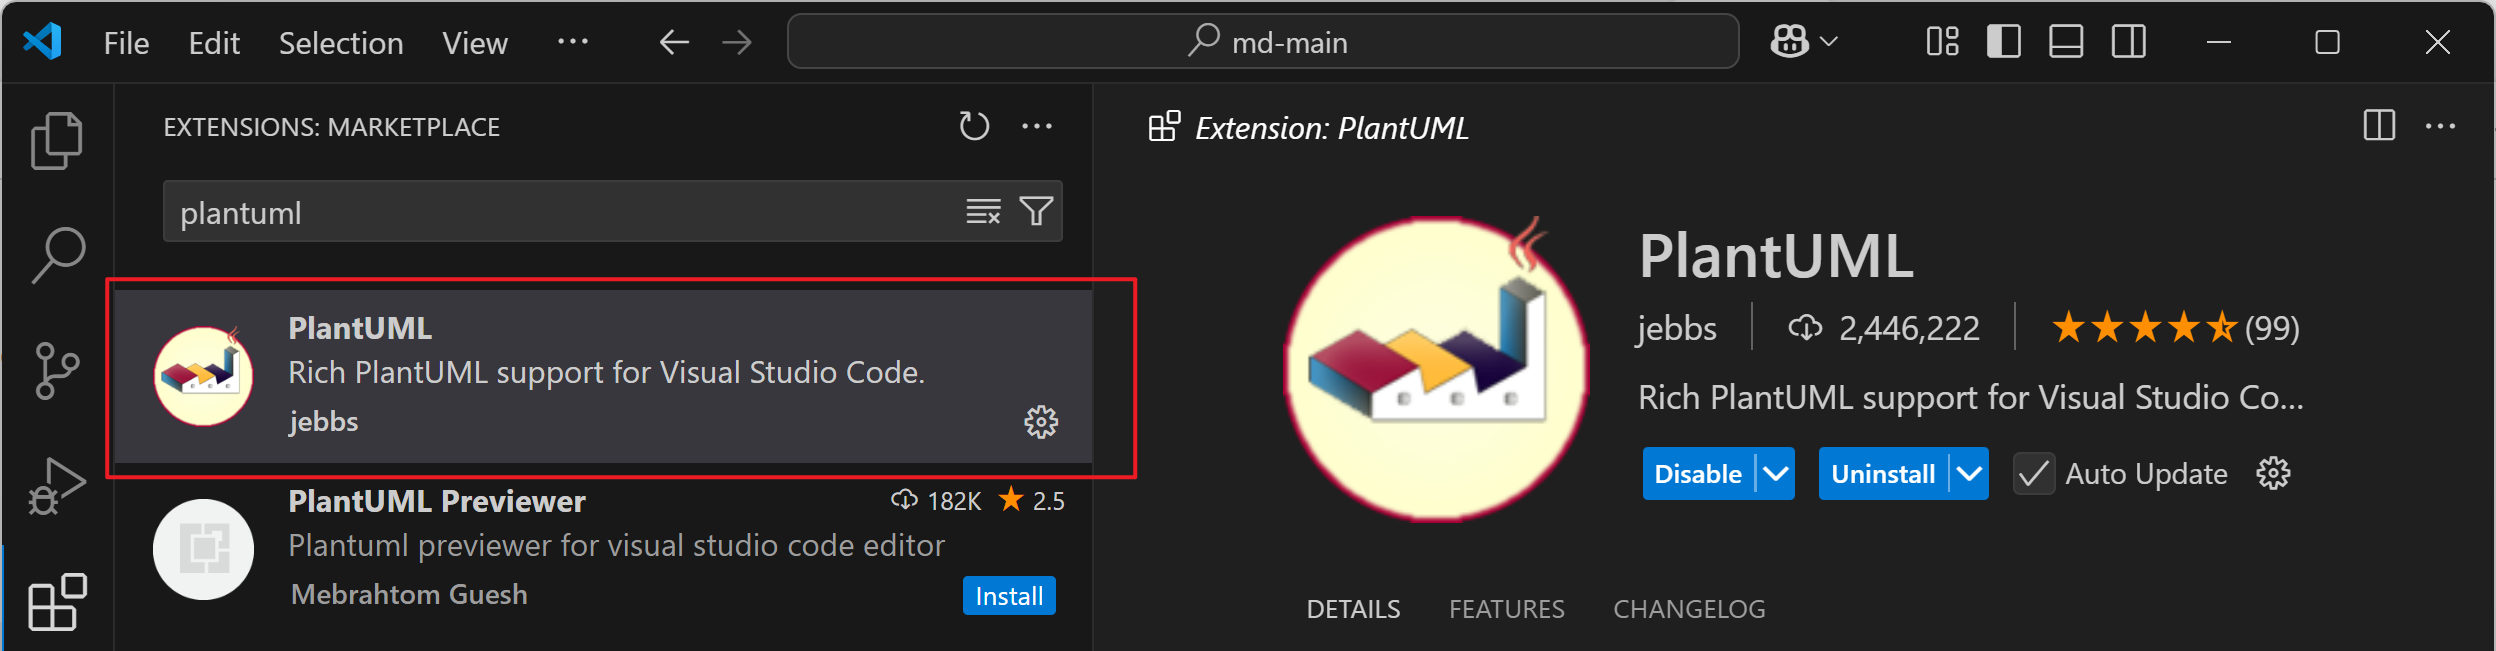 File Edit Selection View ··· md-main
EXTENSIONS: MARKETPLACE
plantuml
PlantUML
Rich PlantUML support for Visual Studio Code.
jebbs
PlantUML Previewer 182K 2.5
Plantuml previewer for visual studio code editor
Mebrahtom Guesh Install
Extension: PlantUML
PlantUML
jebbs 2,446,222 (99)
Rich PlantUML support for Visual Studio Co...
Disable Uninstall Auto Update
DETAILS FEATURES CHANGELOG